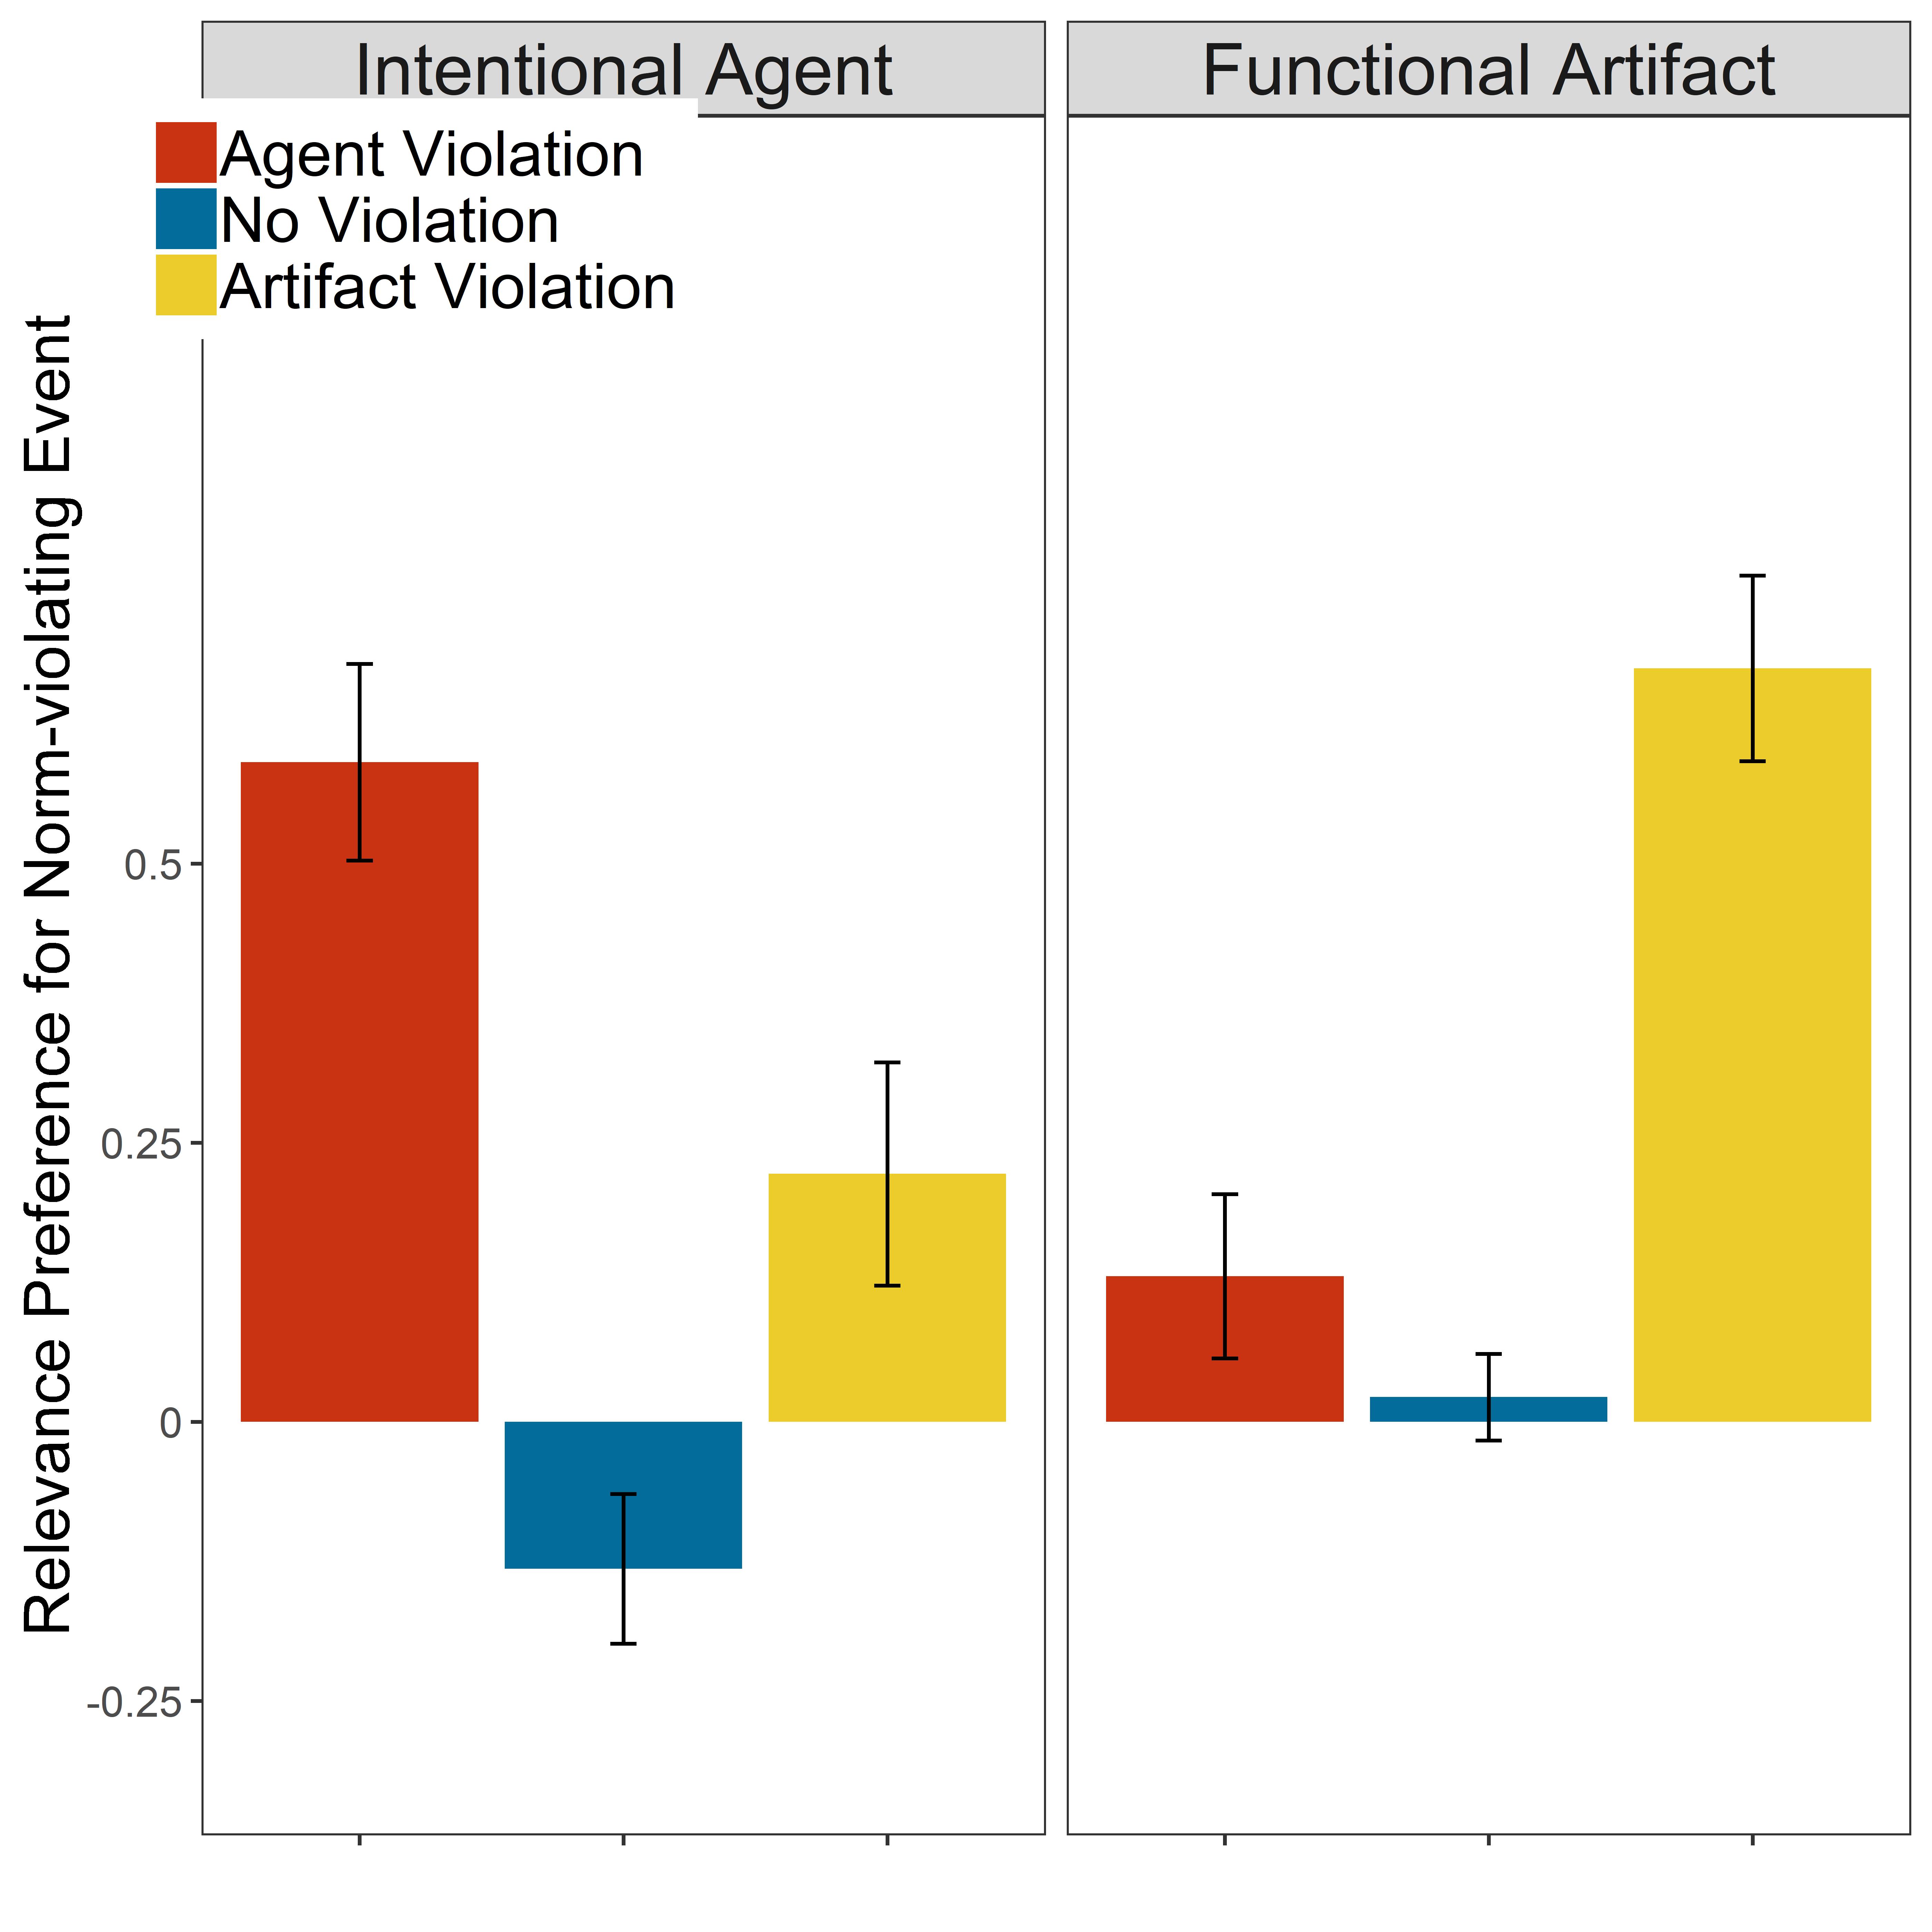 Intentional Agent
Functional Artifact
Agent Violation
No Violation
Artifact Violation
Relevance Preference for Norm-violating Event
0.5
0.25
0
-0.25